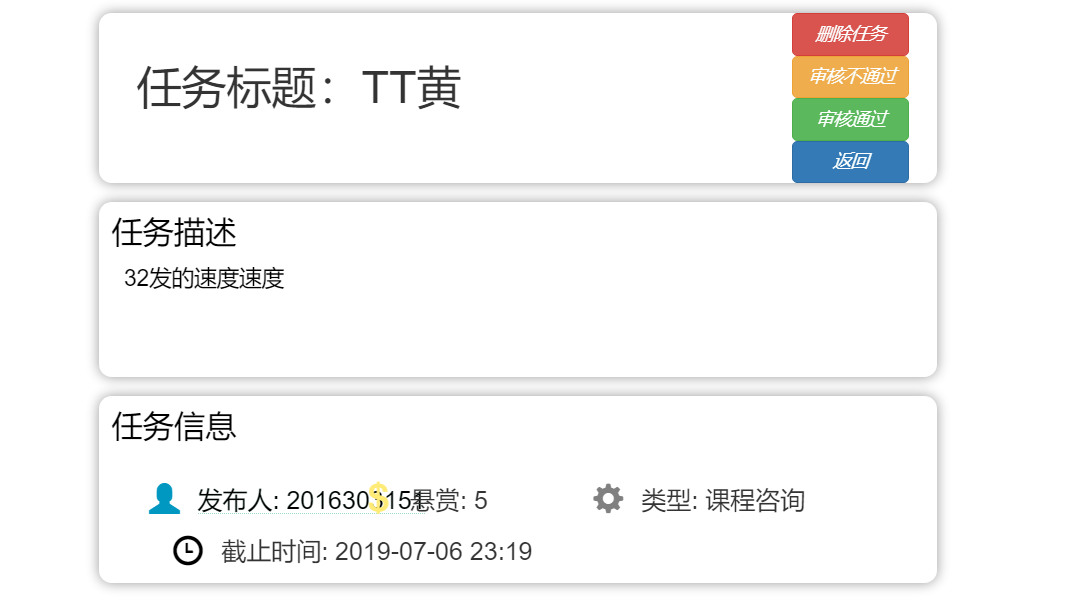 任务标题：TT黄
删除任务
审核不通过
审核通过
返回
任务描述
32发的速度速度
任务信息
发布人: 2016303151
悬赏: 5
类型: 课程咨询
截止时间: 2019-07-06 23:19